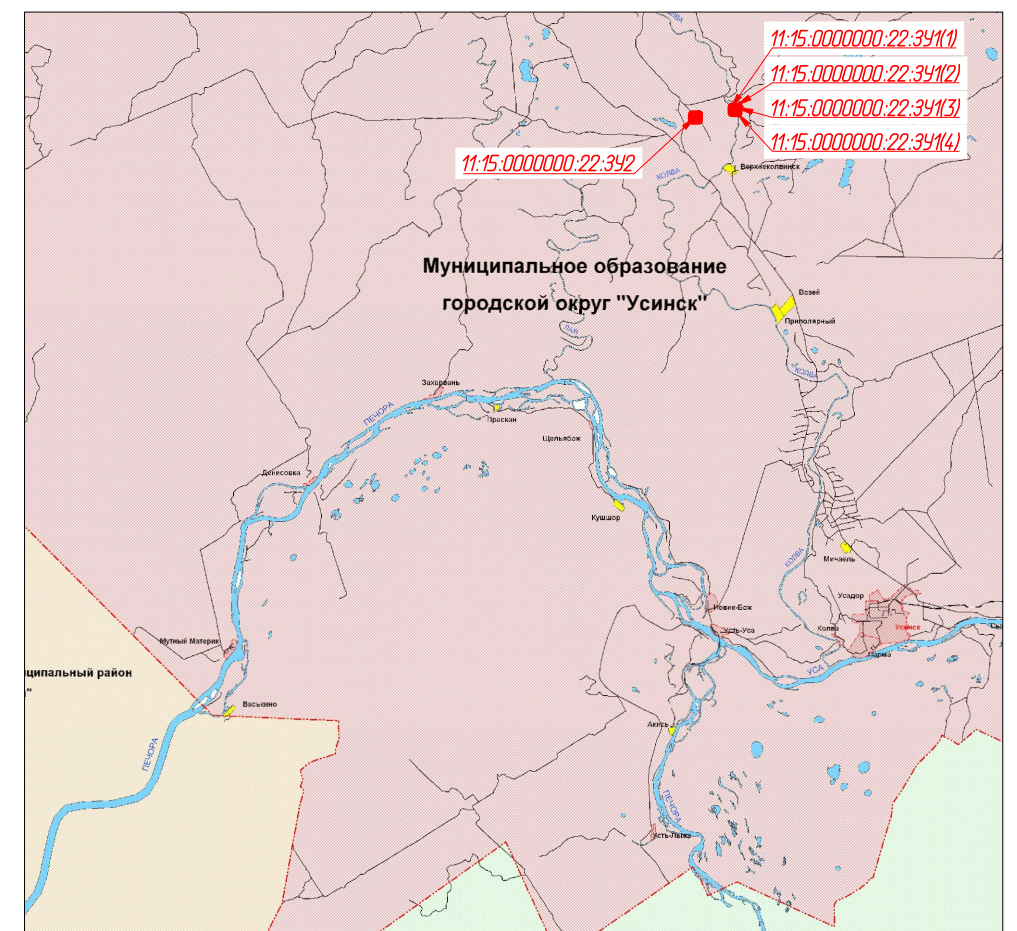 11:15:0000000:22:ЗУ1(1)
11:15:0000000:22:ЗУ1(2)
11:15:0000000:22:ЗУ1(3)
11:15:0000000:22:ЗУ1(4)
11:15:0000000:22:ЗУ2
Верхнеколвинск
КОЛВА
Муниципальное образование
городской округ "Усинск"
Возей
Приполярный
ЛАЯ
КОЛВА
Захарвань
ПЕЧОРА
Праскан
Щельябож
Денисовка
Кушшор
КОЛВА
Мичаель
Усадор
Новик-Бож
Усть-Уса
Колва
Усинск
Парма
УСА
Мутный Материк
ципальный район
"
Васькино
Акись
ПЕЧОРА
ПЕЧОРА
Усть-Лыжа